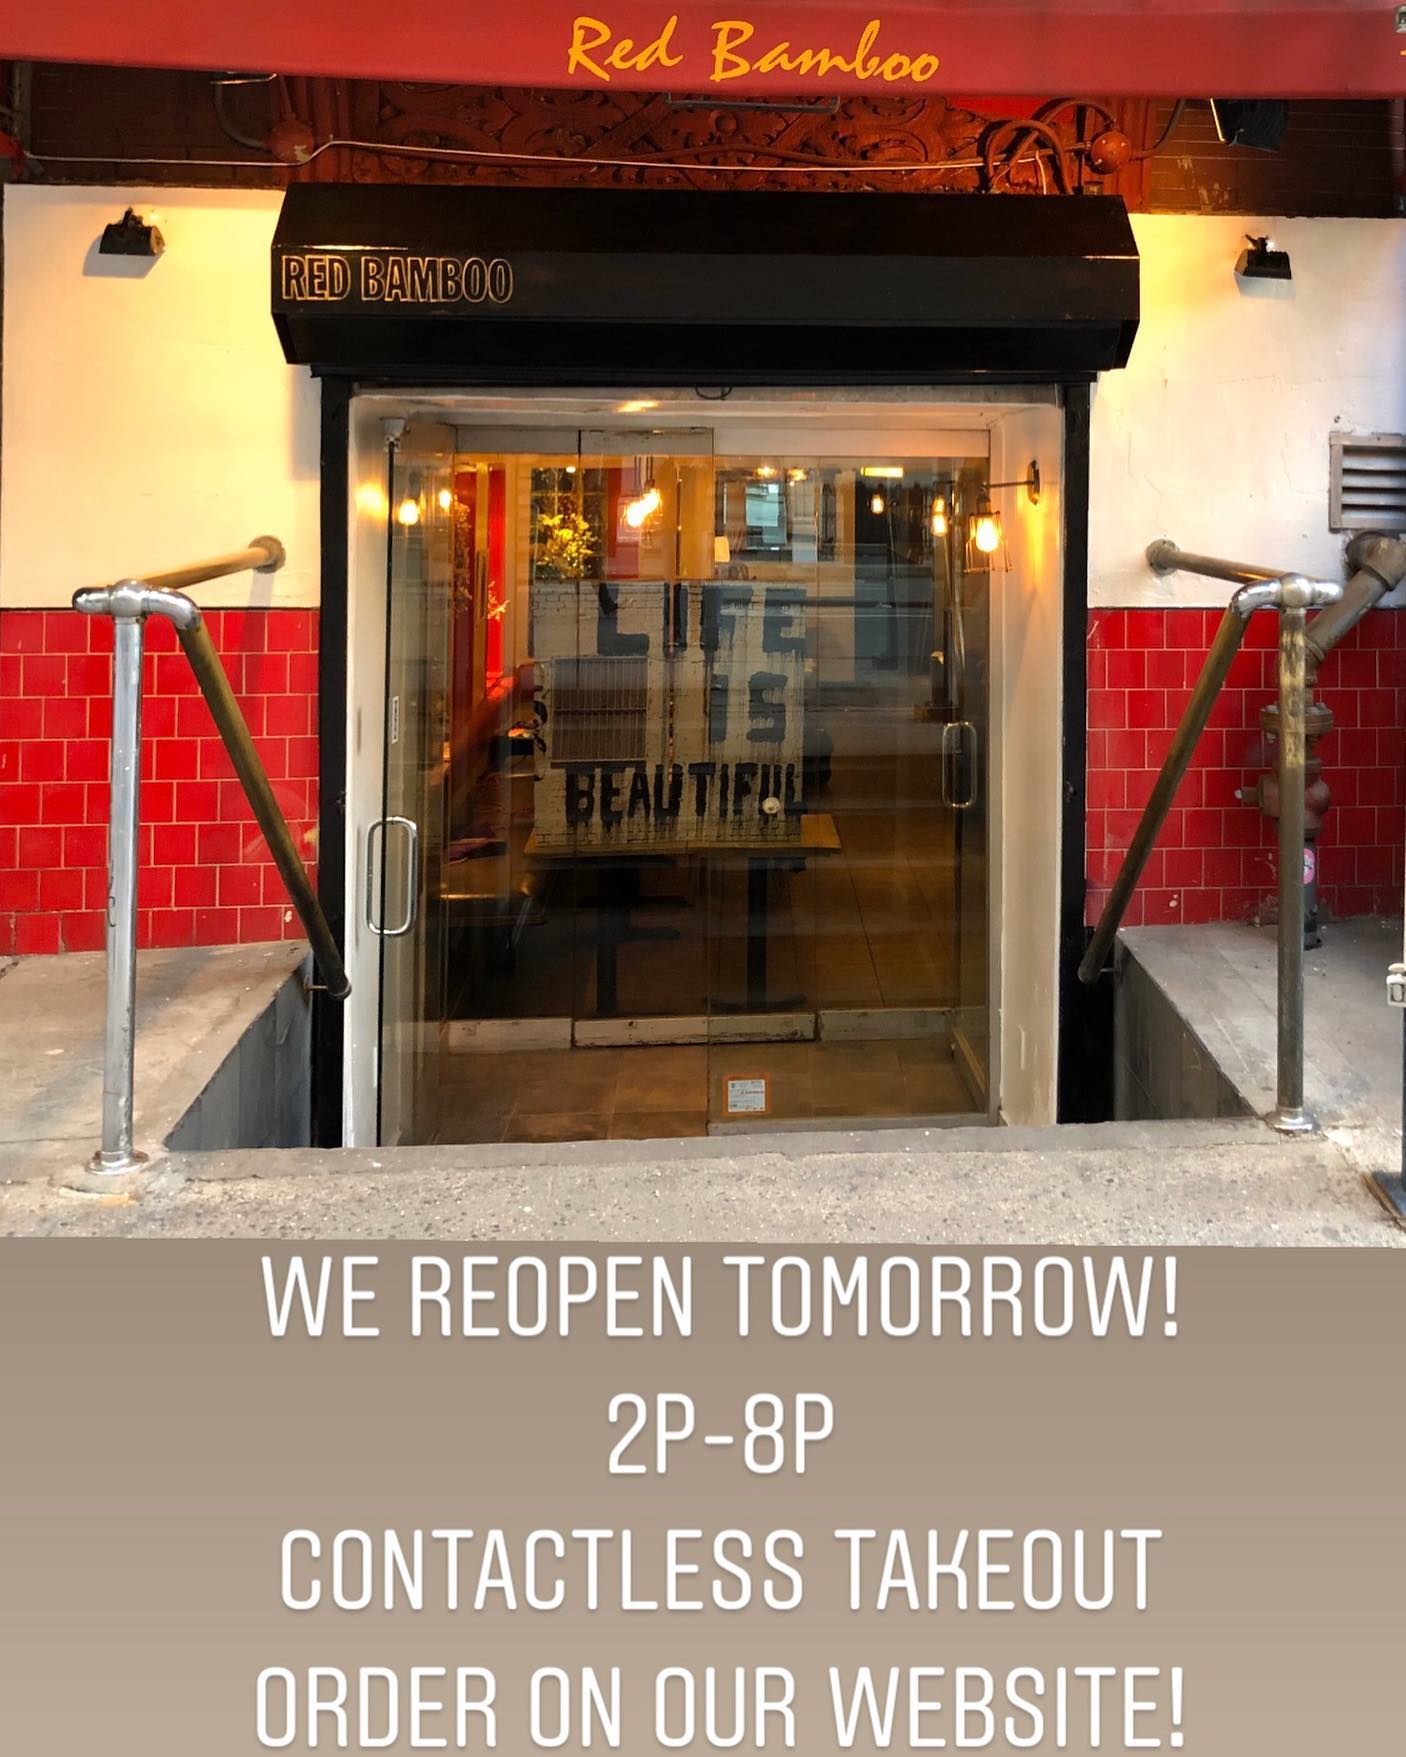 Red Bamboo
RED BAMBOO
LIFE
IS
BEAUTIFUL
WE REOPEN TOMORROW!
2P-8P
CONTACTLESS TAKEOUT
ORDER ON OUR WEBSITE!